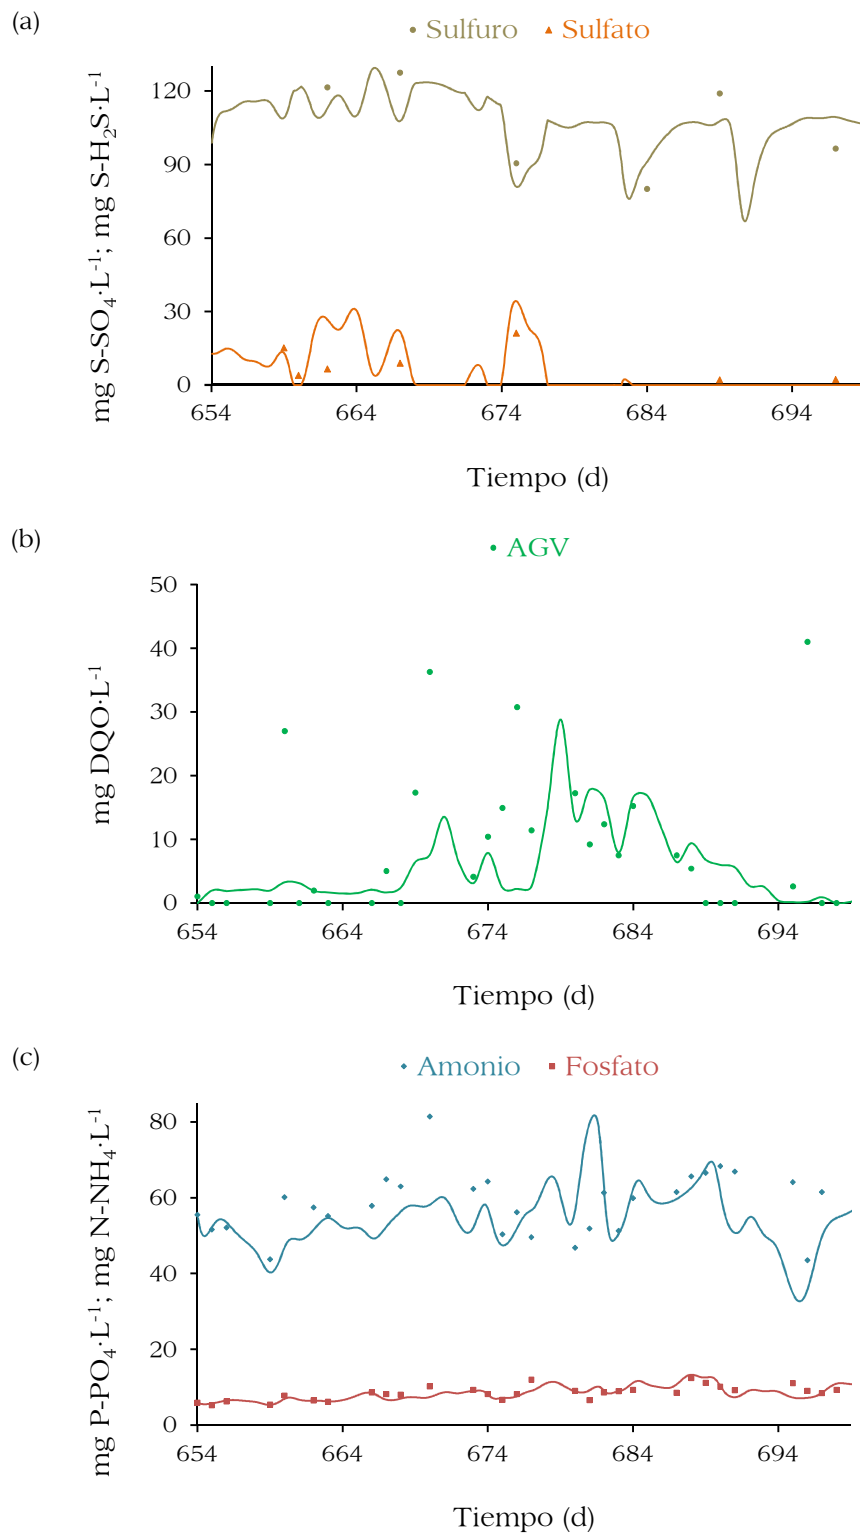 (a)
Sulfuro Sulfato
mg S-SO₄·L⁻¹; mg S-H₂S·L⁻¹
120
90
60
30
0
654 664 674 684 694
Tiempo (d)
(b)
AGV
mg DQO·L⁻¹
50
40
30
20
10
0
654 664 674 684 694
Tiempo (d)
(c)
Amonio Fosfato
mg P-PO₄·L⁻¹; mg N-NH₄·L⁻¹
80
60
40
20
0
654 664 674 684 694
Tiempo (d)